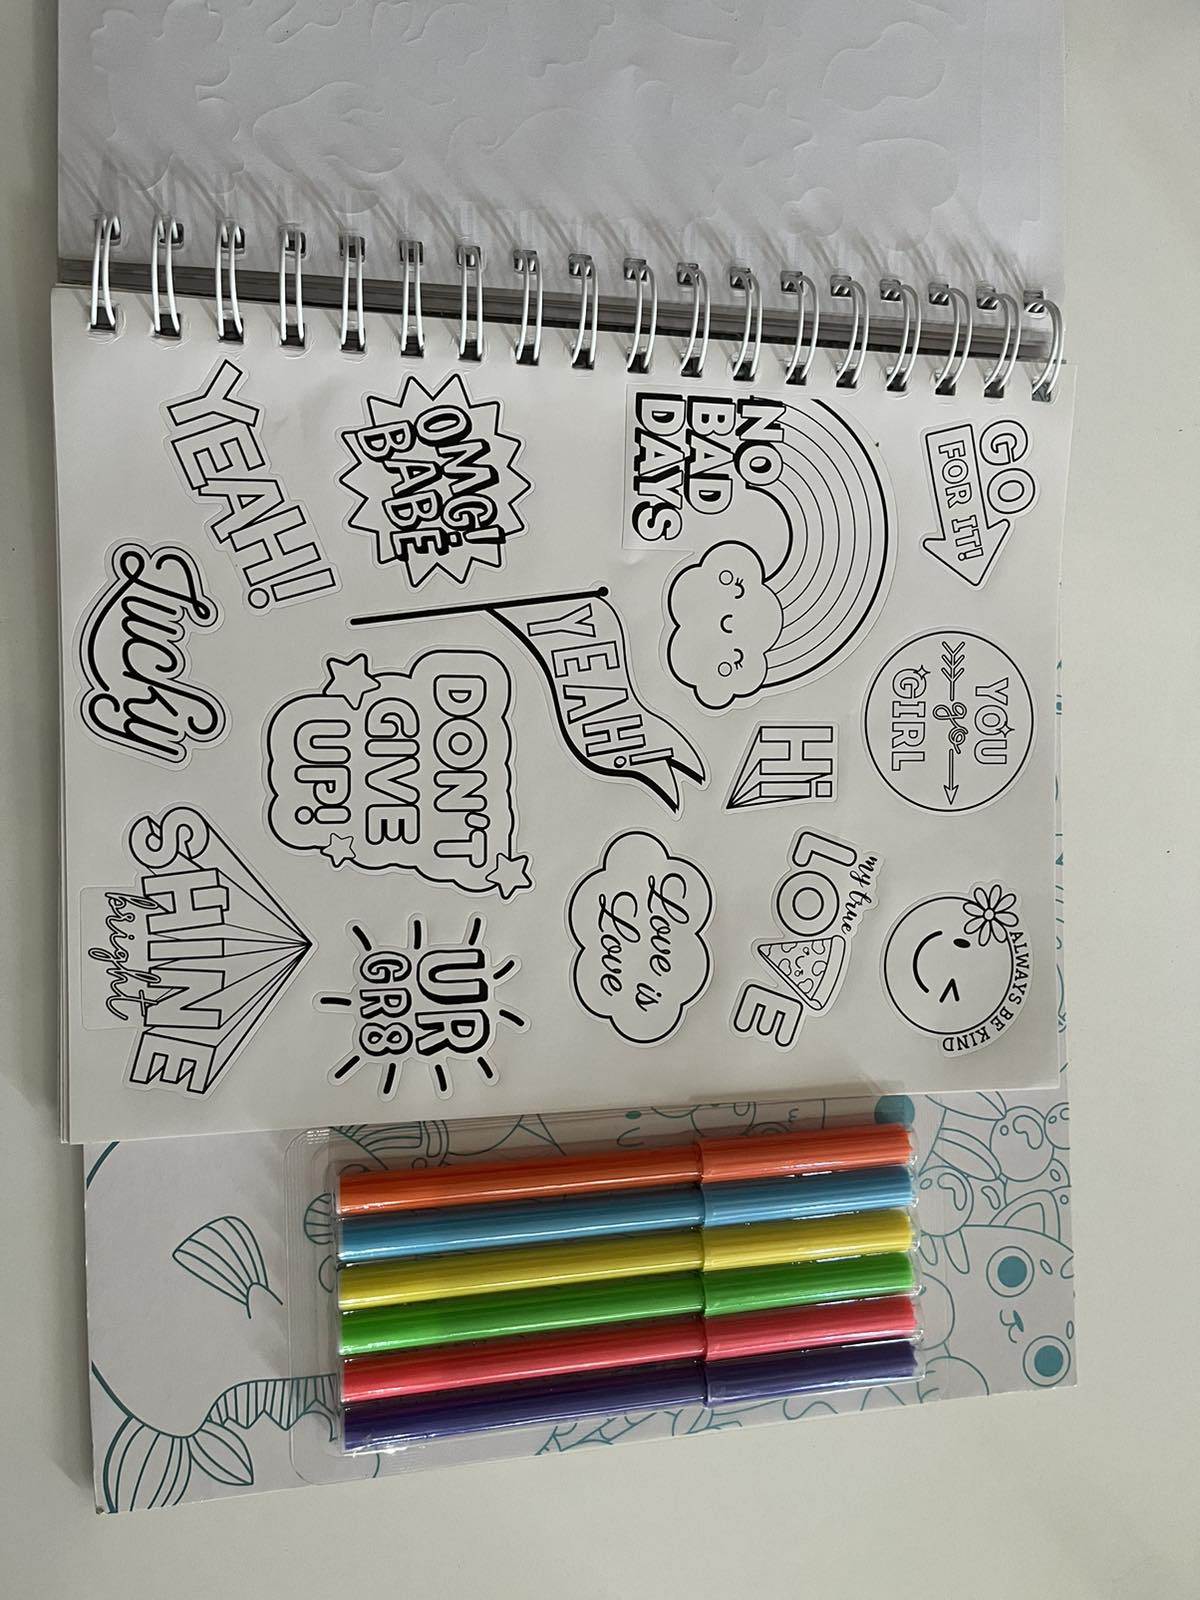 GO
FOR IT!
NO
BAD
DAYS
YOU
go
GIRL
Hi
my true
LOVE
ALWAYS BE KIND
OMG!
BABE
YEAH!
YEAH!
DON'T
GIVE
UP!
Love is
Love
Lucky
UR
GR8
SHINE
bright